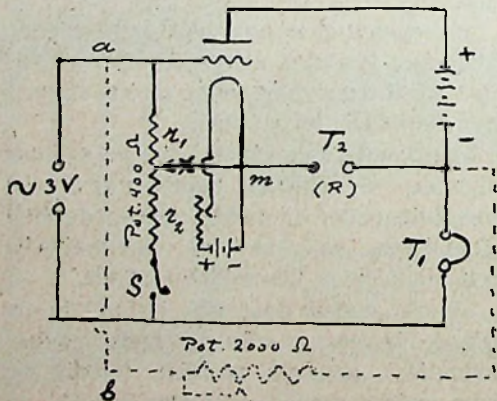 a
+
r₁
T₂
-
~ 3V.
Pot. 400 Ω
m
(R)
r₂
T₁
+ -
S
Pot. 2000 Ω
b